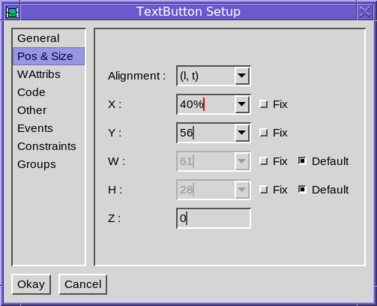 TextButton Setup
General
Pos & Size
WAttribs
Code
Other
Events
Constraints
Groups
Alignment : (l, t)
X : 40% Fix
Y : 56 Fix
W : 61 Fix Default
H : 28 Fix Default
Z : 0
Okay Cancel